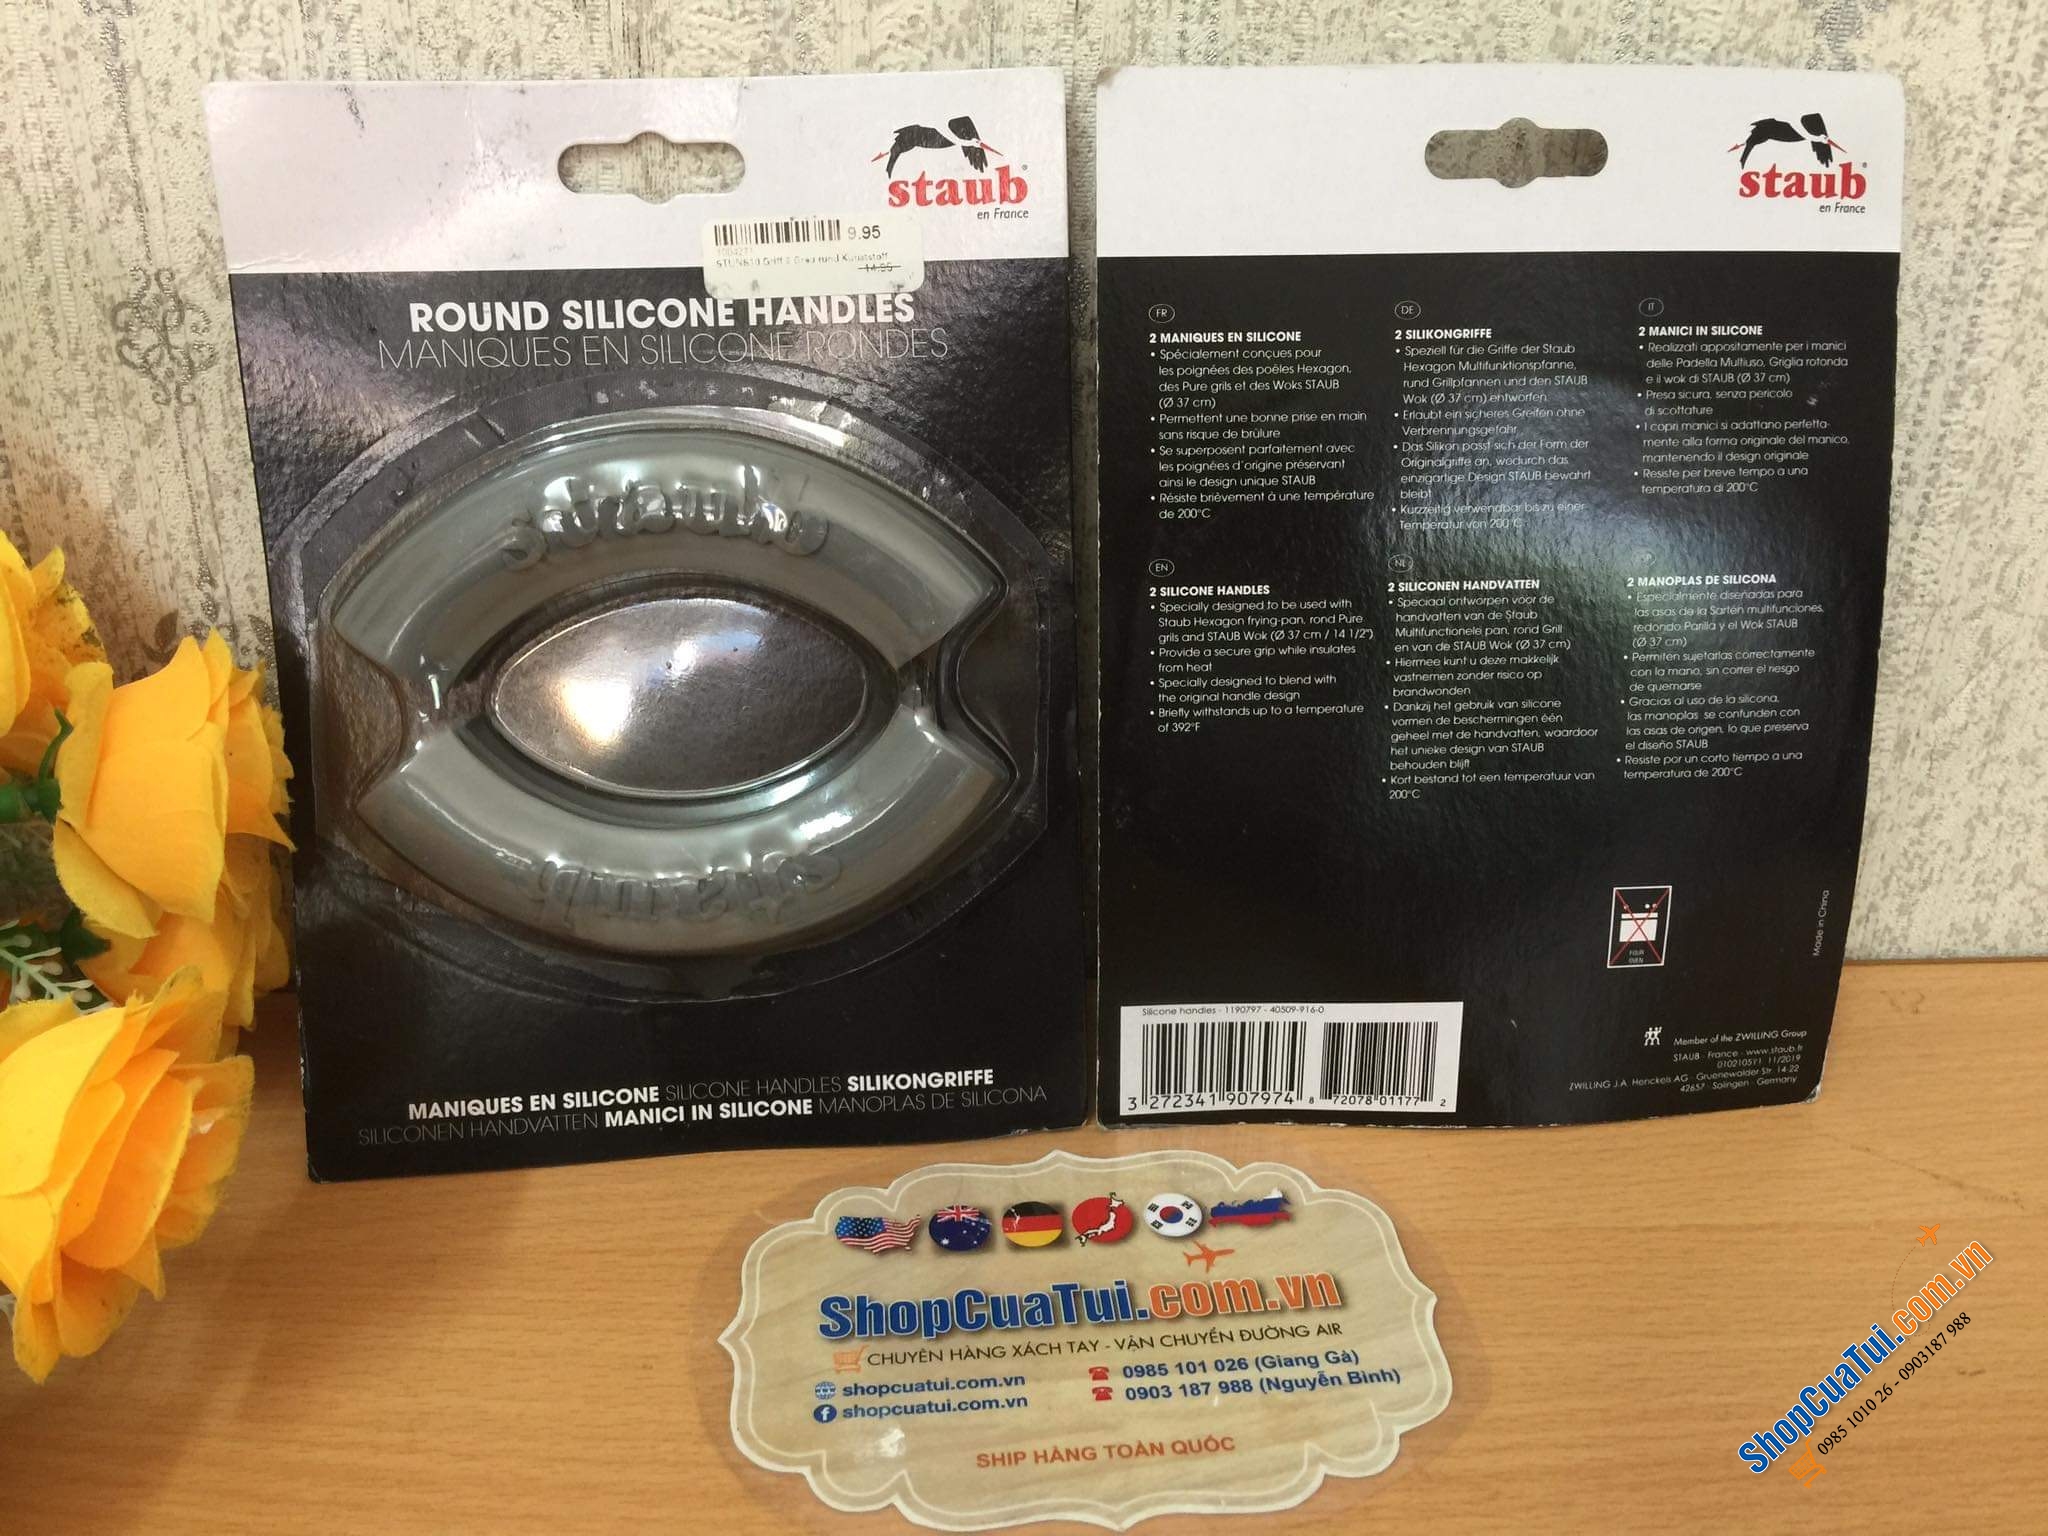 staub
en France
9.95
14.95
ROUND SILICONE HANDLES
MANIQUES EN SILICONE RONDES
staub
staub
MANIQUES EN SILICONE SILICONE HANDLES SILIKONGRIFFE
SILICONEN HANDVATTEN MANICI IN SILICONE MANOPLAS DE SILICONA
staub
en France
FR
2 MANIQUES EN SILICONE
• Spécialement conçues pour
les poignées des poêles Hexagon,
des Pure grils et des Woks STAUB
(Ø 37 cm)
• Permettent une bonne prise en main
sans risque de brûlure
• Se superposent parfaitement avec
les poignées d'origine préservant
ainsi le design unique STAUB
• Résiste brièvement à une température
de 200°C
DE
2 SILIKONGRIFFE
• Speziell für die Griffe der Staub
Hexagon Multifunktionspfanne,
rund Grillpfannen und den STAUB
Wok (Ø 37 cm) entworfen
• Erlaubt ein sicheres Greifen ohne
Verbrennungsgefahr
• Das Silikon passt sich der Form der
Originalgriffe an, wodurch das
einzigartige Design STAUB bewahrt
bleibt
• Kurzzeitig verwendbar bis zu einer
Temperatur von 200°C
IT
2 MANICI IN SILICONE
• Realizzati appositamente per i manici
delle Padella Multiuso, Griglia rotonda
e il wok di STAUB (Ø 37 cm)
• Presa sicura, senza pericolo
di scottature
• I copri manici si adattano perfetta-
mente alla forma originale del manico,
mantenendo il design originale
• Resiste per breve tempo a una
temperatura di 200°C
EN
2 SILICONE HANDLES
• Specially designed to be used with
Staub Hexagon frying-pan, rond Pure
grils and STAUB Wok (Ø 37 cm / 14 1/2")
• Provide a secure grip while insulates
from heat
• Specially designed to blend with
the original handle design
• Briefly withstands up to a temperature
of 392°F
NL
2 SILICONEN HANDVATTEN
• Speciaal ontworpen voor de
handvatten van de Staub
Multifunctionele pan, rond Grill
en van de STAUB Wok (Ø 37 cm)
• Hiermee kunt u deze makkelijk
vastnemen zonder risico op
brandwonden
• Dankzij het gebruik van silicone
vormen de beschermingen één
geheel met de handvatten, waardoor
het unieke design van STAUB
behouden blijft
• Kort bestand tot een temperatuur van
200°C
2 MANOPLAS DE SILICONA
• Especialmente diseñadas para
las asas de la Sartén multifunciones,
redondo Parilla y el Wok STAUB
(Ø 37 cm)
• Permiten sujetarlas correctamente
con la mano, sin correr el riesgo
de quemarse
• Gracias al uso de la silicona,
las manoplas se confunden con
las asas de origen, lo que preserva
el diseño STAUB
• Resiste por un corto tiempo a una
temperatura de 200°C
FOUR
OVEN
Made in China
Silicone handles - 1190797 - 40509-916-0
3 272341 907974
8 72078 01177 2
Member of the ZWILLING Group
STAUB - France - www.staub.fr
0102105Y1 11/2019
ZWILLING J.A. Henckels AG - Gruenewalder Str. 14 22
42657 - Solingen - Germany
ShopCuaTui.com.vn
CHUYÊN HÀNG XÁCH TAY - VẬN CHUYỂN ĐƯỜNG AIR
shopcuatui.com.vn
0985 101 026 (Giang Gà)
shopcuatui.com.vn
0903 187 988 (Nguyễn Bình)
SHIP HÀNG TOÀN QUỐC
ShopCuaTui.com.vn
0985 1010 26 - 0903187 988